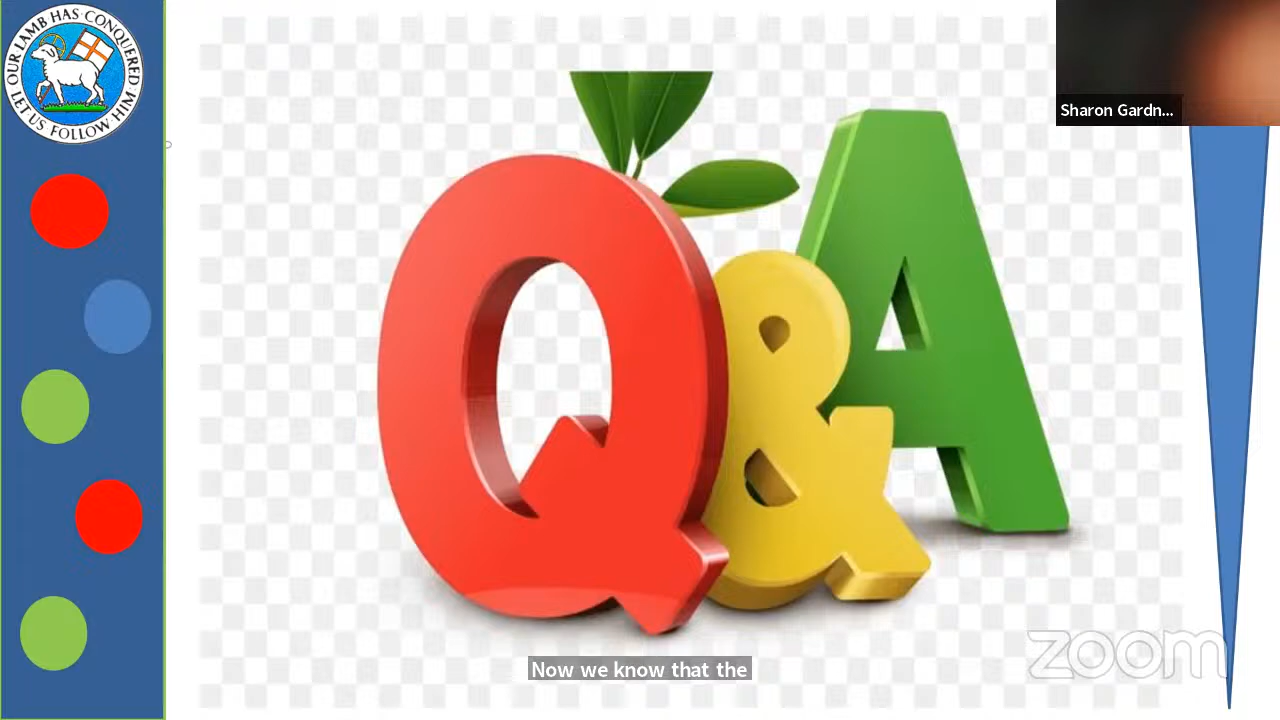 OUR LAMB HAS CONQUERED
LET US FOLLOW HIM
Sharon Gardn...
Q&A
Now we know that the
zoom